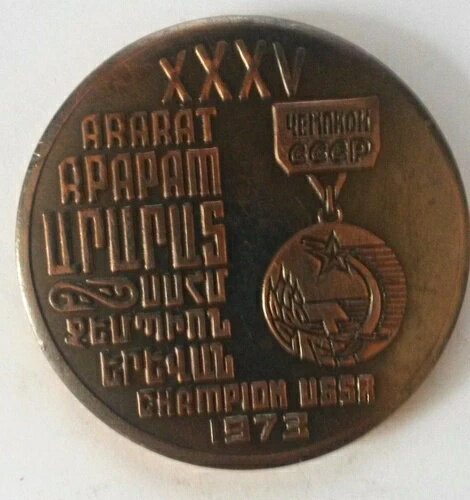 XXXV
ARARAT
ЧЕМПИОН
СССР
АРАРАТ
ԱՐԱՐԱՏ
ՍՍՀՄ
ՉԵՄՊԻՈՆ
ԵՐԵՎԱՆ
CHAMPION USSR
1973